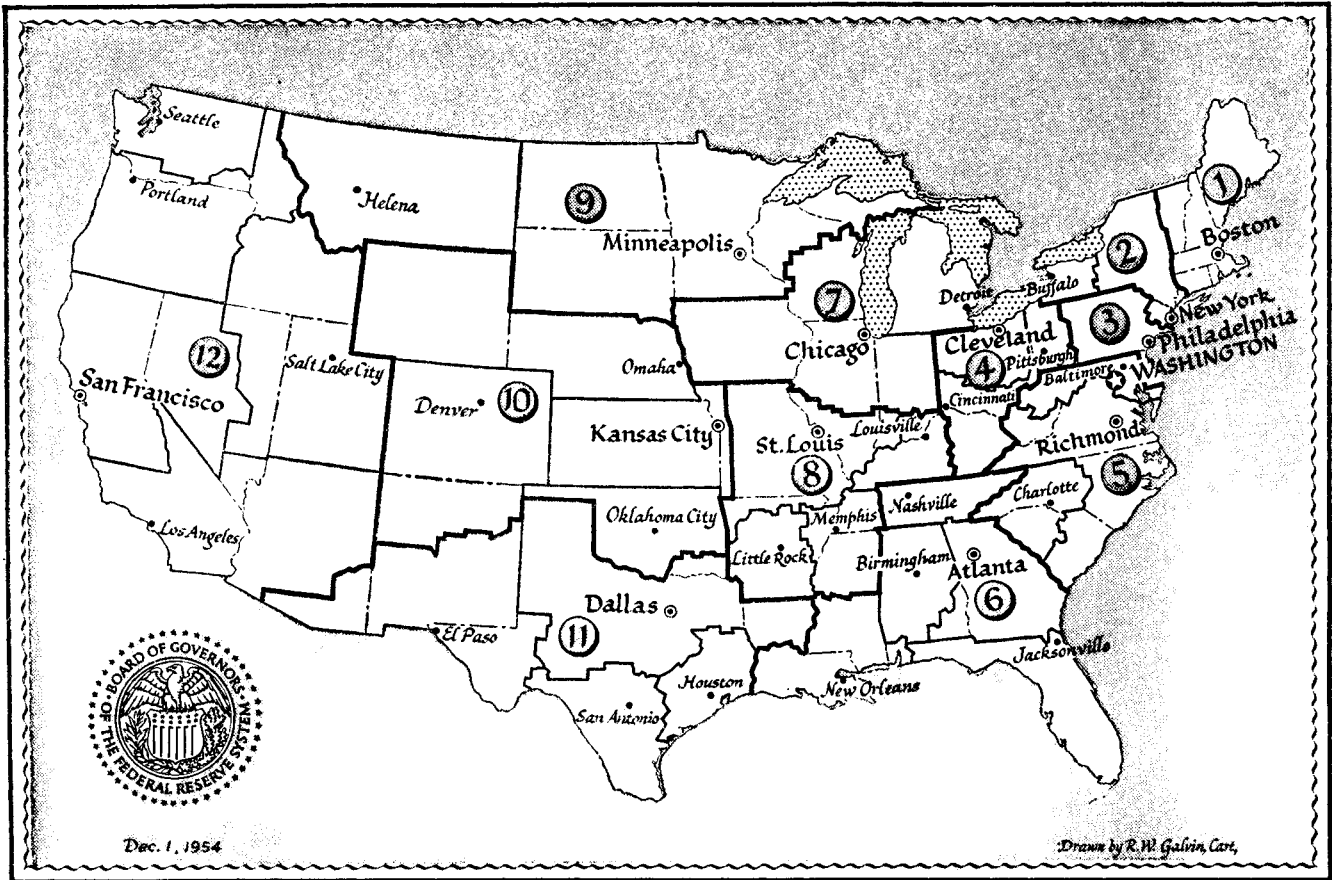 Seattle
Portland
Helena
9
Minneapolis
1
Boston
2
Buffalo
Detroit
7
Chicago
New York
3
Philadelphia
Cleveland
4
Pittsburgh
WASHINGTON
Baltimore
Cincinnati
12
Salt Lake City
San Francisco
Omaha
Denver
10
Kansas City
St. Louis
8
Louisville
Richmond
5
Nashville
Charlotte
Memphis
Oklahoma City
Los Angeles
Little Rock
Birmingham
Atlanta
6
Dallas
11
El Paso
Jacksonville
Houston
New Orleans
San Antonio
BOARD OF GOVERNORS
OF THE FEDERAL RESERVE SYSTEM
Dec. 1, 1954
Drawn by R.W. Galvin, Cart,